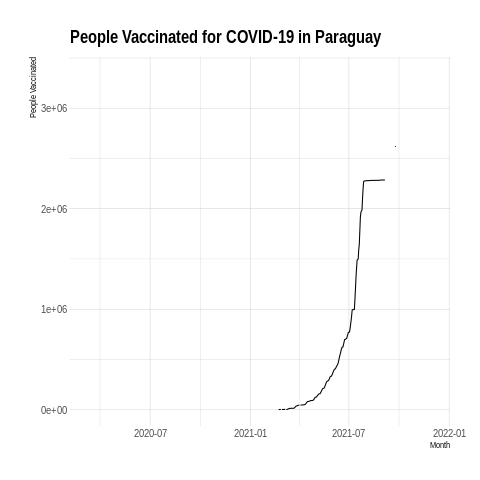 People Vaccinated for COVID-19 in Paraguay
People Vaccinated
3e+06
2e+06
1e+06
0e+00
2020-07
2021-01
2021-07
2022-01
Month